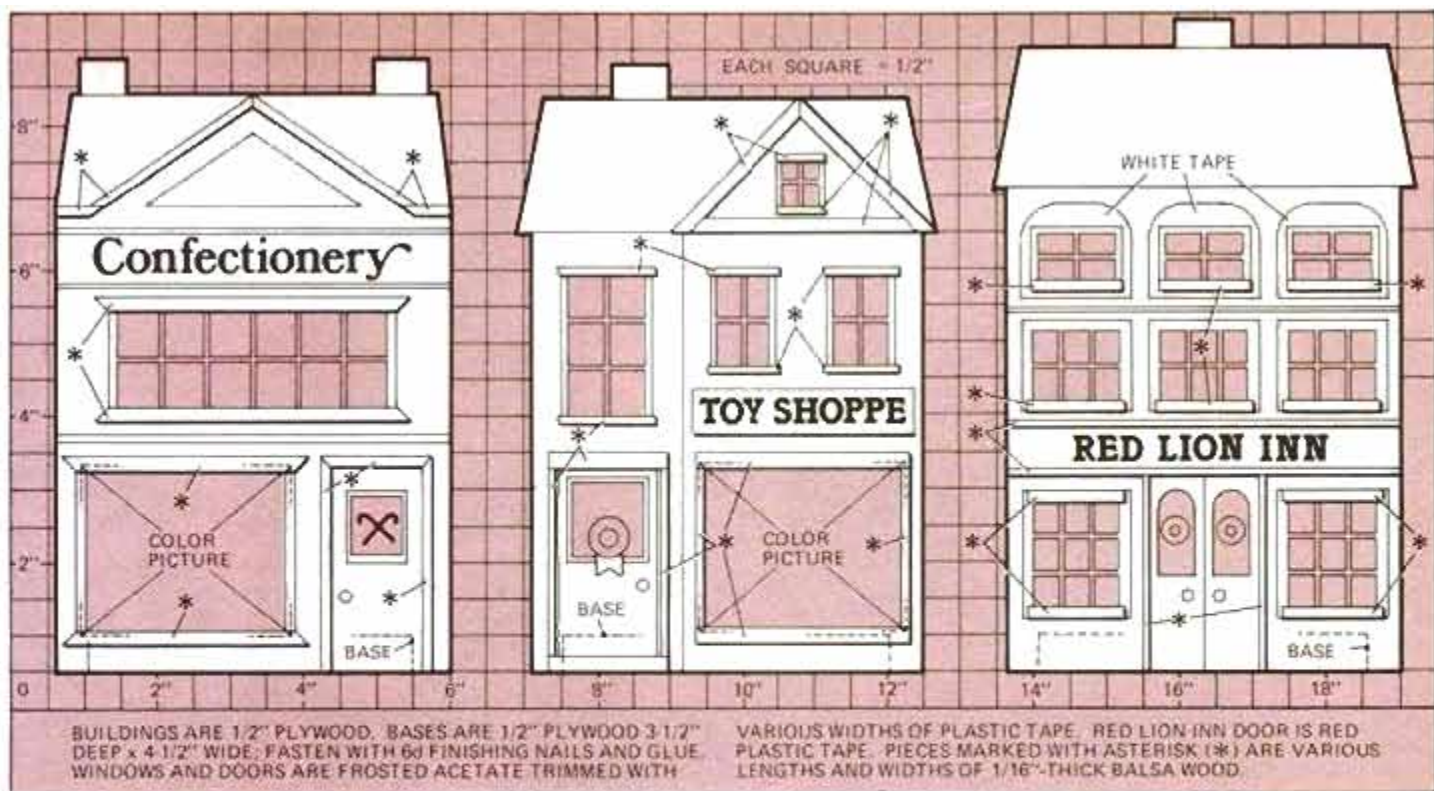 EACH SQUARE = 1/2"
8"
WHITE TAPE
Confectionery
6"
4"
TOY SHOPPE
RED LION INN
COLOR
PICTURE
COLOR
PICTURE
2"
BASE
BASE
BASE
0
2"
4"
6"
8"
10"
12"
14"
16"
18"
BUILDINGS ARE 1/2" PLYWOOD. BASES ARE 1/2" PLYWOOD 3-1/2"
DEEP x 4-1/2" WIDE; FASTEN WITH 6d FINISHING NAILS AND GLUE.
WINDOWS AND DOORS ARE FROSTED ACETATE TRIMMED WITH
VARIOUS WIDTHS OF PLASTIC TAPE. RED LION INN DOOR IS RED
PLASTIC TAPE. PIECES MARKED WITH ASTERISK (*) ARE VARIOUS
LENGTHS AND WIDTHS OF 1/16"-THICK BALSA WOOD.